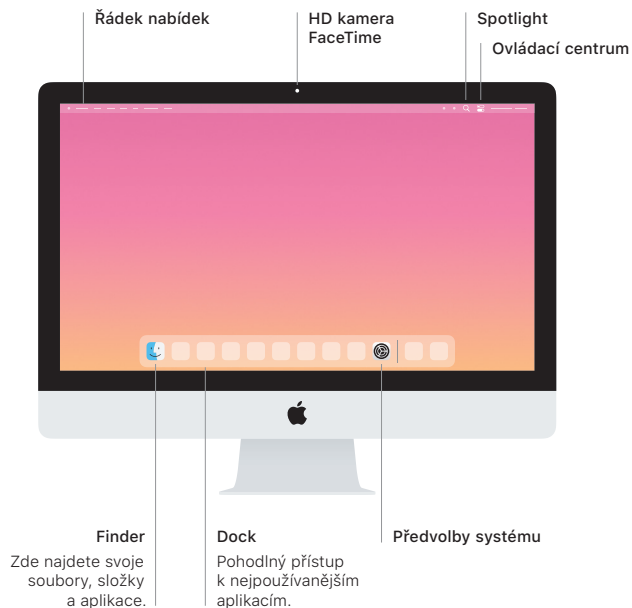 Řádek nabídek
HD kamera
FaceTime
Spotlight
Ovládací centrum
Finder
Zde najdete svoje
soubory, složky
a aplikace.
Dock
Pohodlný přístup
k nejpoužívanějším
aplikacím.
Předvolby systému